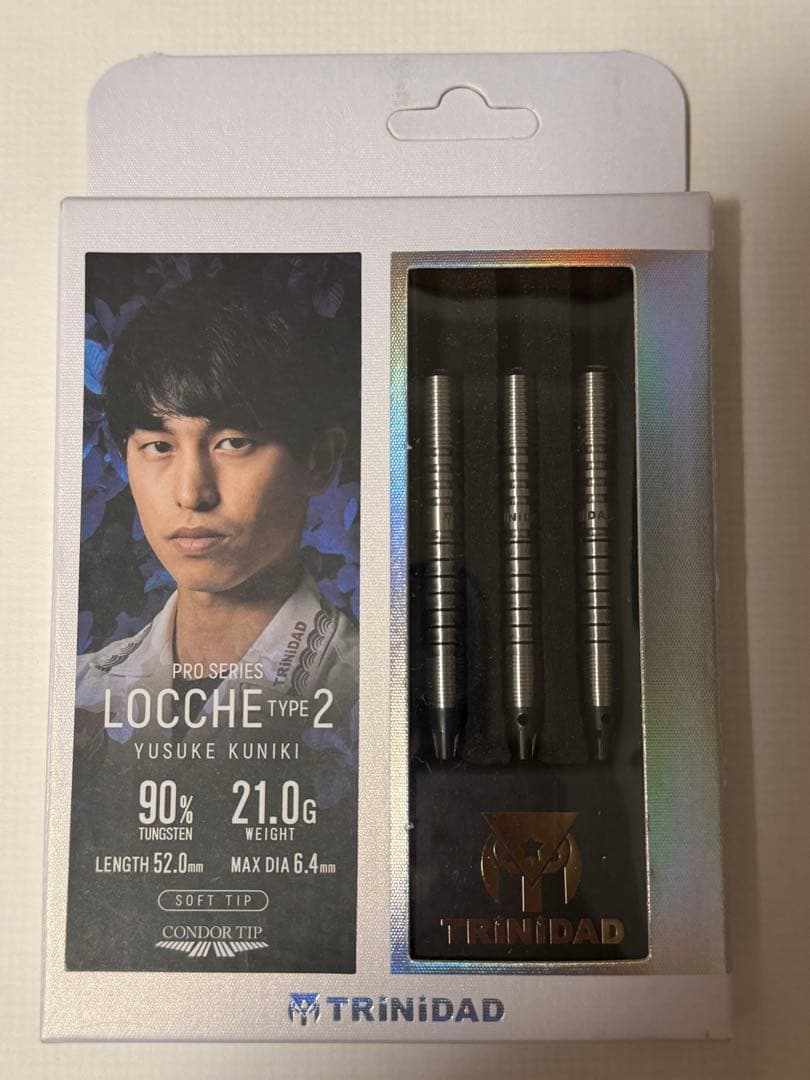 TRiNiDAD
PRO SERIES
LOCCHE TYPE 2
YUSUKE KUNIKI
90% 21.0G
TUNGSTEN WEIGHT
LENGTH 52.0mm MAX DIA 6.4mm
SOFT TIP
CONDOR TIP
TRiNiDAD
TRiNiDAD